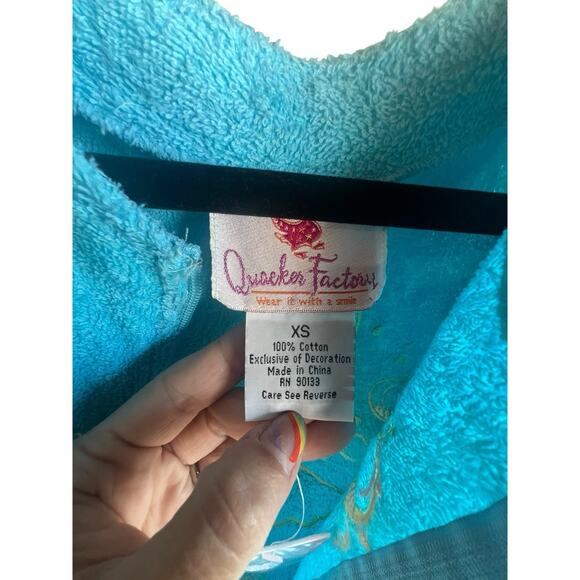 Quacker Factory
Wear it with a smile
XS
100% Cotton
Exclusive of Decoration
Made in China
RN 90133
Care See Reverse